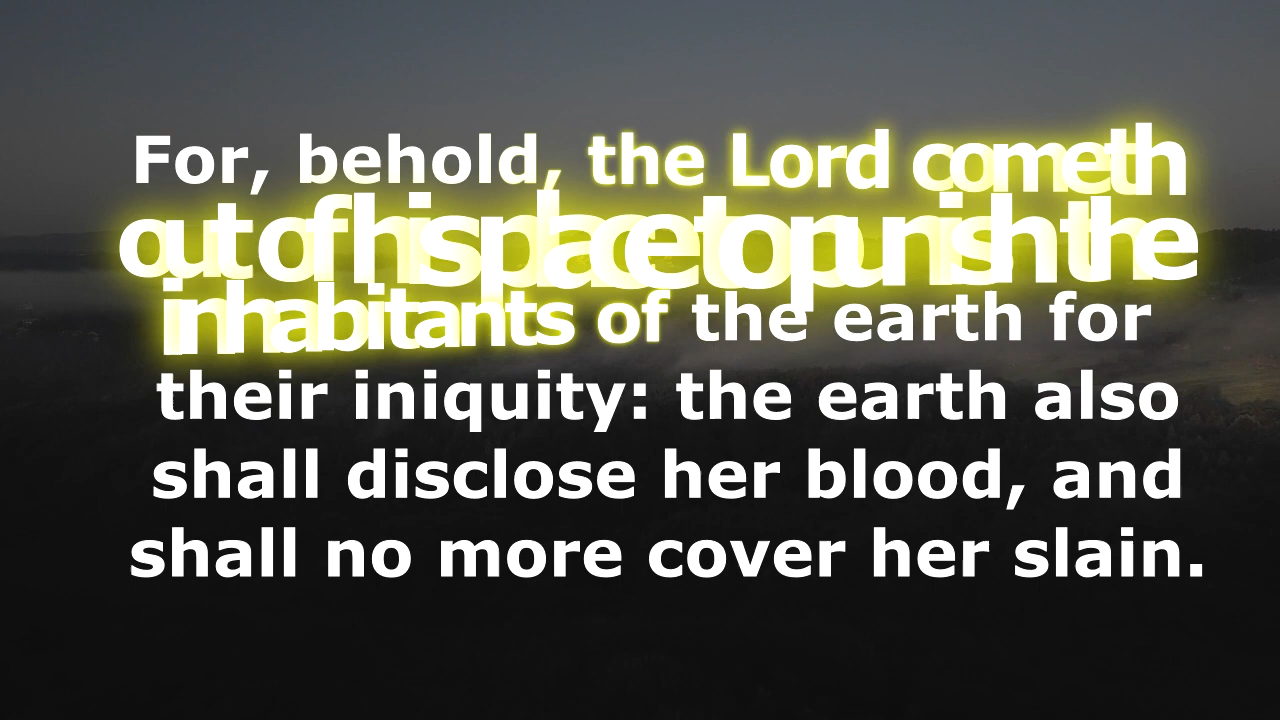 For, behold, the Lord cometh
out of his place to punish the
inhabitants of the earth for
their iniquity: the earth also
shall disclose her blood, and
shall no more cover her slain.